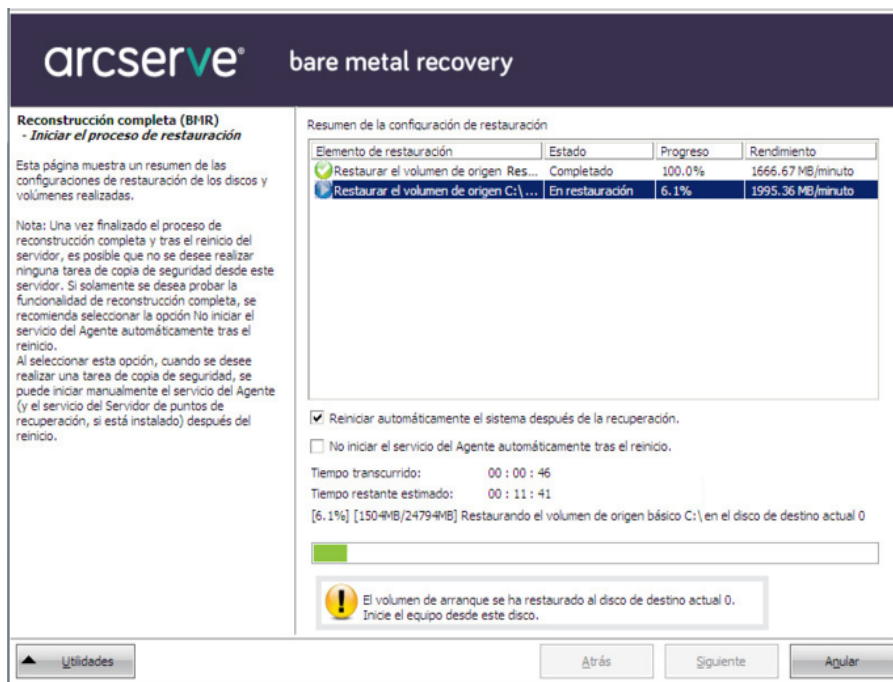 arcserve®
bare metal recovery
Reconstrucción completa (BMR)
- Iniciar el proceso de restauración
Esta página muestra un resumen de las
configuraciones de restauración de los discos y
volúmenes realizadas.
Nota: Una vez finalizado el proceso de
reconstrucción completa y tras el reinicio del
servidor, es posible que no se desee realizar
ninguna tarea de copia de seguridad desde este
servidor. Si solamente se desea probar la
funcionalidad de reconstrucción completa, se
recomienda seleccionar la opción No iniciar el
servicio del Agente automáticamente tras el
reinicio.
Al seleccionar esta opción, cuando se desee
realizar una tarea de copia de seguridad, se
puede iniciar manualmente el servicio del Agente
(y el servicio del Servidor de puntos de
recuperación, si está instalado) después del
reinicio.
Resumen de la configuración de restauración
Elemento de restauración Estado Progreso Rendimiento
Restaurar el volumen de origen Res... Completado 100.0% 1666.67 MB/minuto
Restaurar el volumen de origen C:\... En restauración 6.1% 1995.36 MB/minuto
Reiniciar automáticamente el sistema después de la recuperación.
No iniciar el servicio del Agente automáticamente tras el reinicio.
Tiempo transcurrido: 00 : 00 : 46
Tiempo restante estimado: 00 : 11 : 41
[6.1%] [1504MB/24794MB] Restaurando el volumen de origen básico C:\ en el disco de destino actual 0
El volumen de arranque se ha restaurado al disco de destino actual 0.
Inicie el equipo desde este disco.
Utilidades Atrás Siguiente Anular